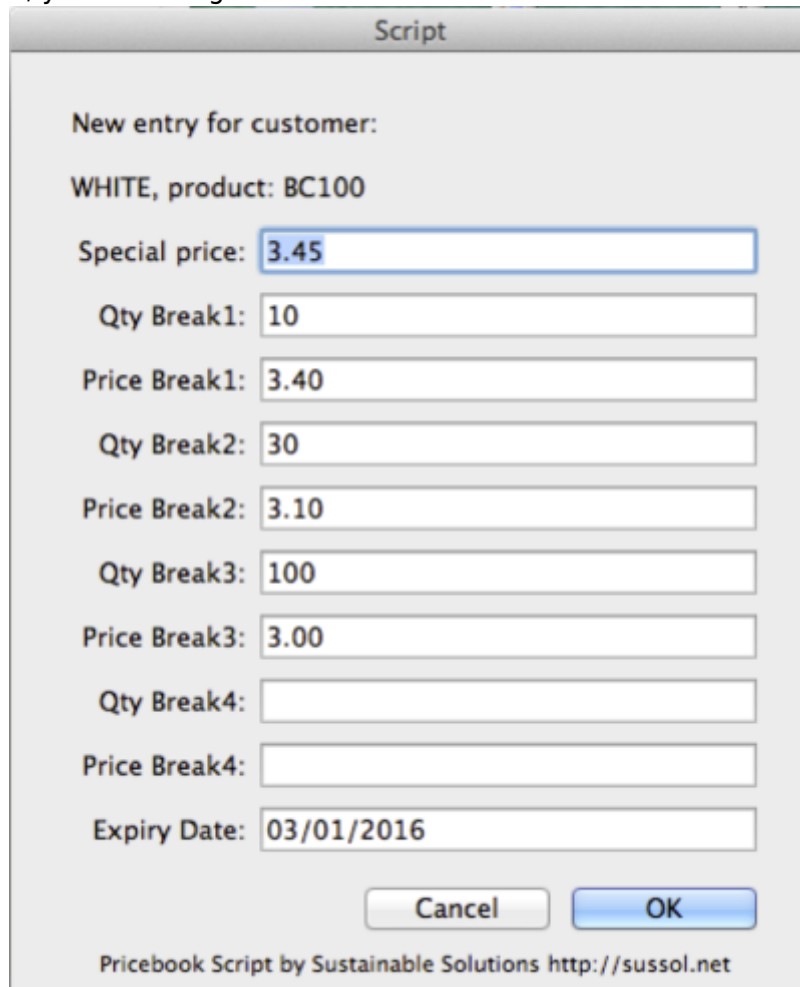 Script
New entry for customer:
WHITE, product: BC100
Special price: 3.45
Qty Break1: 10
Price Break1: 3.40
Qty Break2: 30
Price Break2: 3.10
Qty Break3: 100
Price Break3: 3.00
Qty Break4:
Price Break4:
Expiry Date: 03/01/2016
Cancel OK
Pricebook Script by Sustainable Solutions http://sussol.net